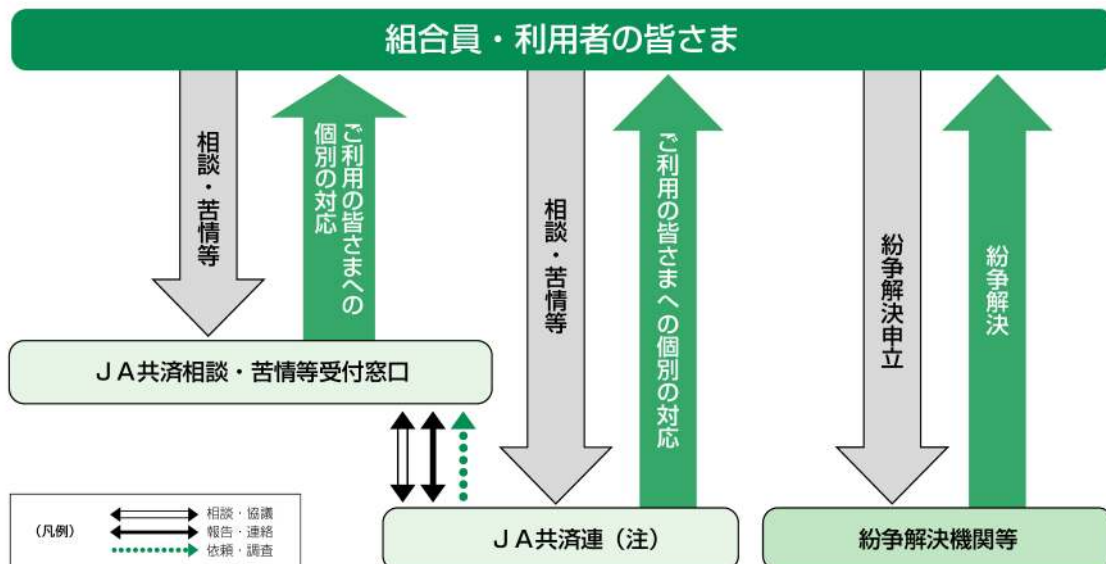 組合員・利用者の皆さま
相談・苦情等
ご利用の皆さまへの
個別の対応
相談・苦情等
ご利用の皆さまへの個別の対応
紛争解決申立
紛争解決
JA共済相談・苦情等受付窓口
(凡例)
相談・協議
報告・連絡
依頼・調査
JA共済連(注)
紛争解決機関等